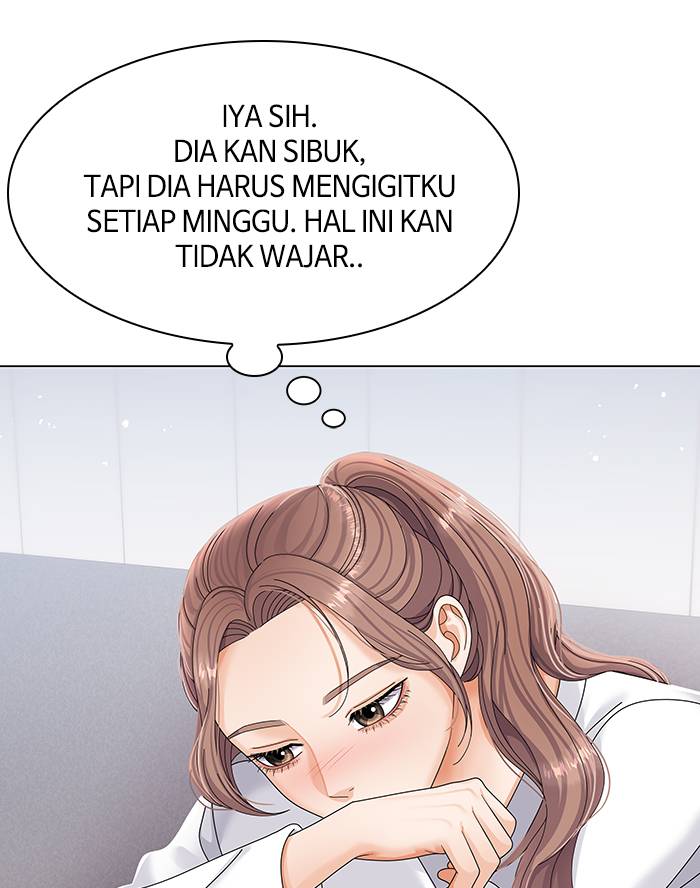 IYA SIH.
DIA KAN SIBUK,
TAPI DIA HARUS MENGIGITKU
SETIAP MINGGU. HAL INI KAN
TIDAK WAJAR..